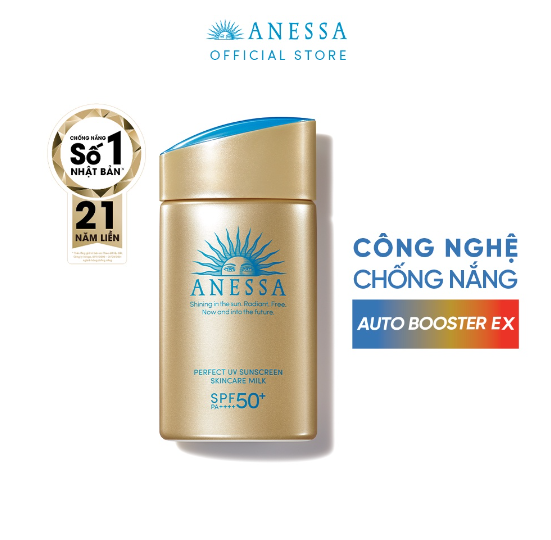 ANESSA
OFFICIAL STORE
CHỐNG NẮNG
Số 1
NHẬT BẢN*
21
NĂM LIỀN
ANESSA
Shining in the sun. Radiant. Free.
Now and into the future.
PERFECT UV SUNSCREEN
SKINCARE MILK
SPF50+
PA++++
CÔNG NGHỆ
CHỐNG NẮNG
AUTO BOOSTER EX